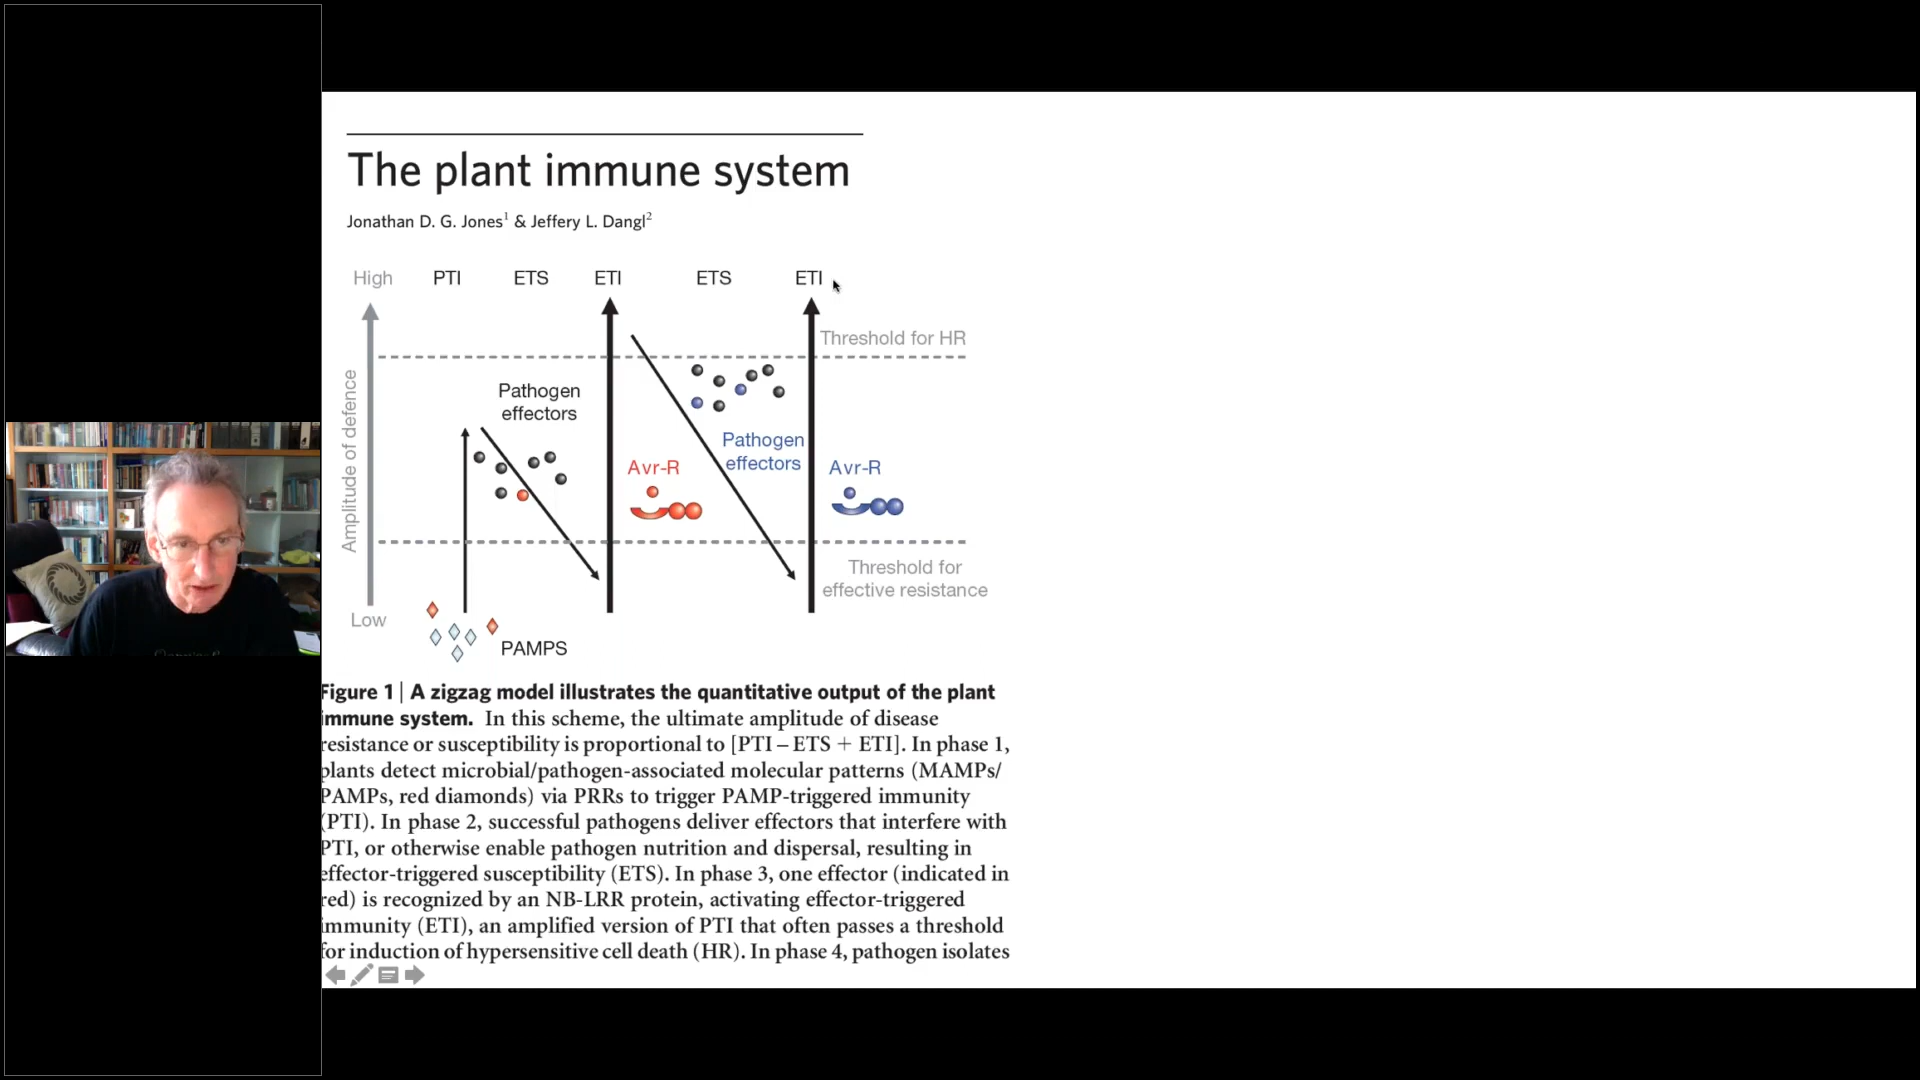 The plant immune system
Jonathan D. G. Jones¹ & Jeffery L. Dangl²
High PTI ETS ETI ETS ETI
Threshold for HR
Amplitude of defence
Pathogen
effectors
Pathogen
effectors
Avr-R
Avr-R
Threshold for
effective resistance
Low
PAMPS
Figure 1 | A zigzag model illustrates the quantitative output of the plant
immune system. In this scheme, the ultimate amplitude of disease
resistance or susceptibility is proportional to [PTI – ETS + ETI]. In phase 1,
plants detect microbial/pathogen-associated molecular patterns (MAMPs/
PAMPs, red diamonds) via PRRs to trigger PAMP-triggered immunity
(PTI). In phase 2, successful pathogens deliver effectors that interfere with
PTI, or otherwise enable pathogen nutrition and dispersal, resulting in
effector-triggered susceptibility (ETS). In phase 3, one effector (indicated in
red) is recognized by an NB-LRR protein, activating effector-triggered
immunity (ETI), an amplified version of PTI that often passes a threshold
for induction of hypersensitive cell death (HR). In phase 4, pathogen isolates